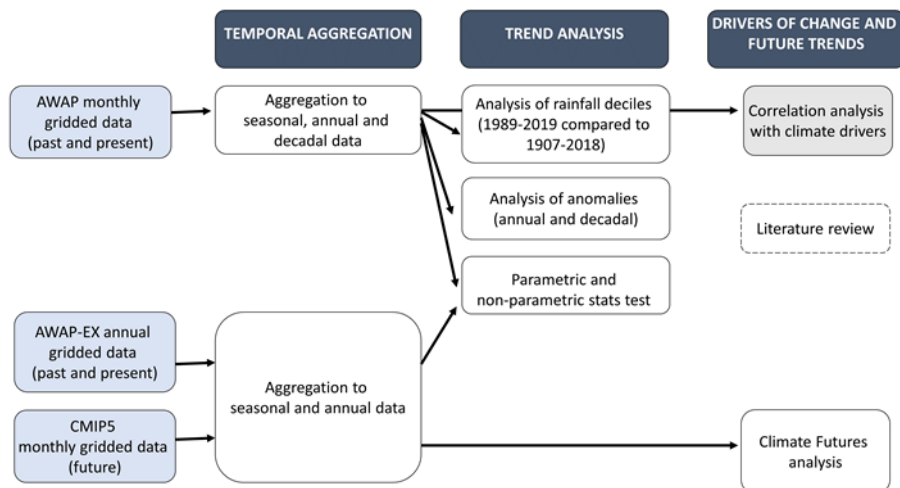 TEMPORAL AGGREGATION
TREND ANALYSIS
DRIVERS OF CHANGE AND
FUTURE TRENDS
AWAP monthly
gridded data
(past and present)
Aggregation to
seasonal, annual and
decadal data
Analysis of rainfall deciles
(1989-2019 compared to
1907-2018)
Correlation analysis
with climate drivers
Analysis of anomalies
(annual and decadal)
Literature review
Parametric and
non-parametric stats test
AWAP-EX annual
gridded data
(past and present)
Aggregation to
seasonal and annual data
CMIP5
monthly gridded data
(future)
Climate Futures
analysis